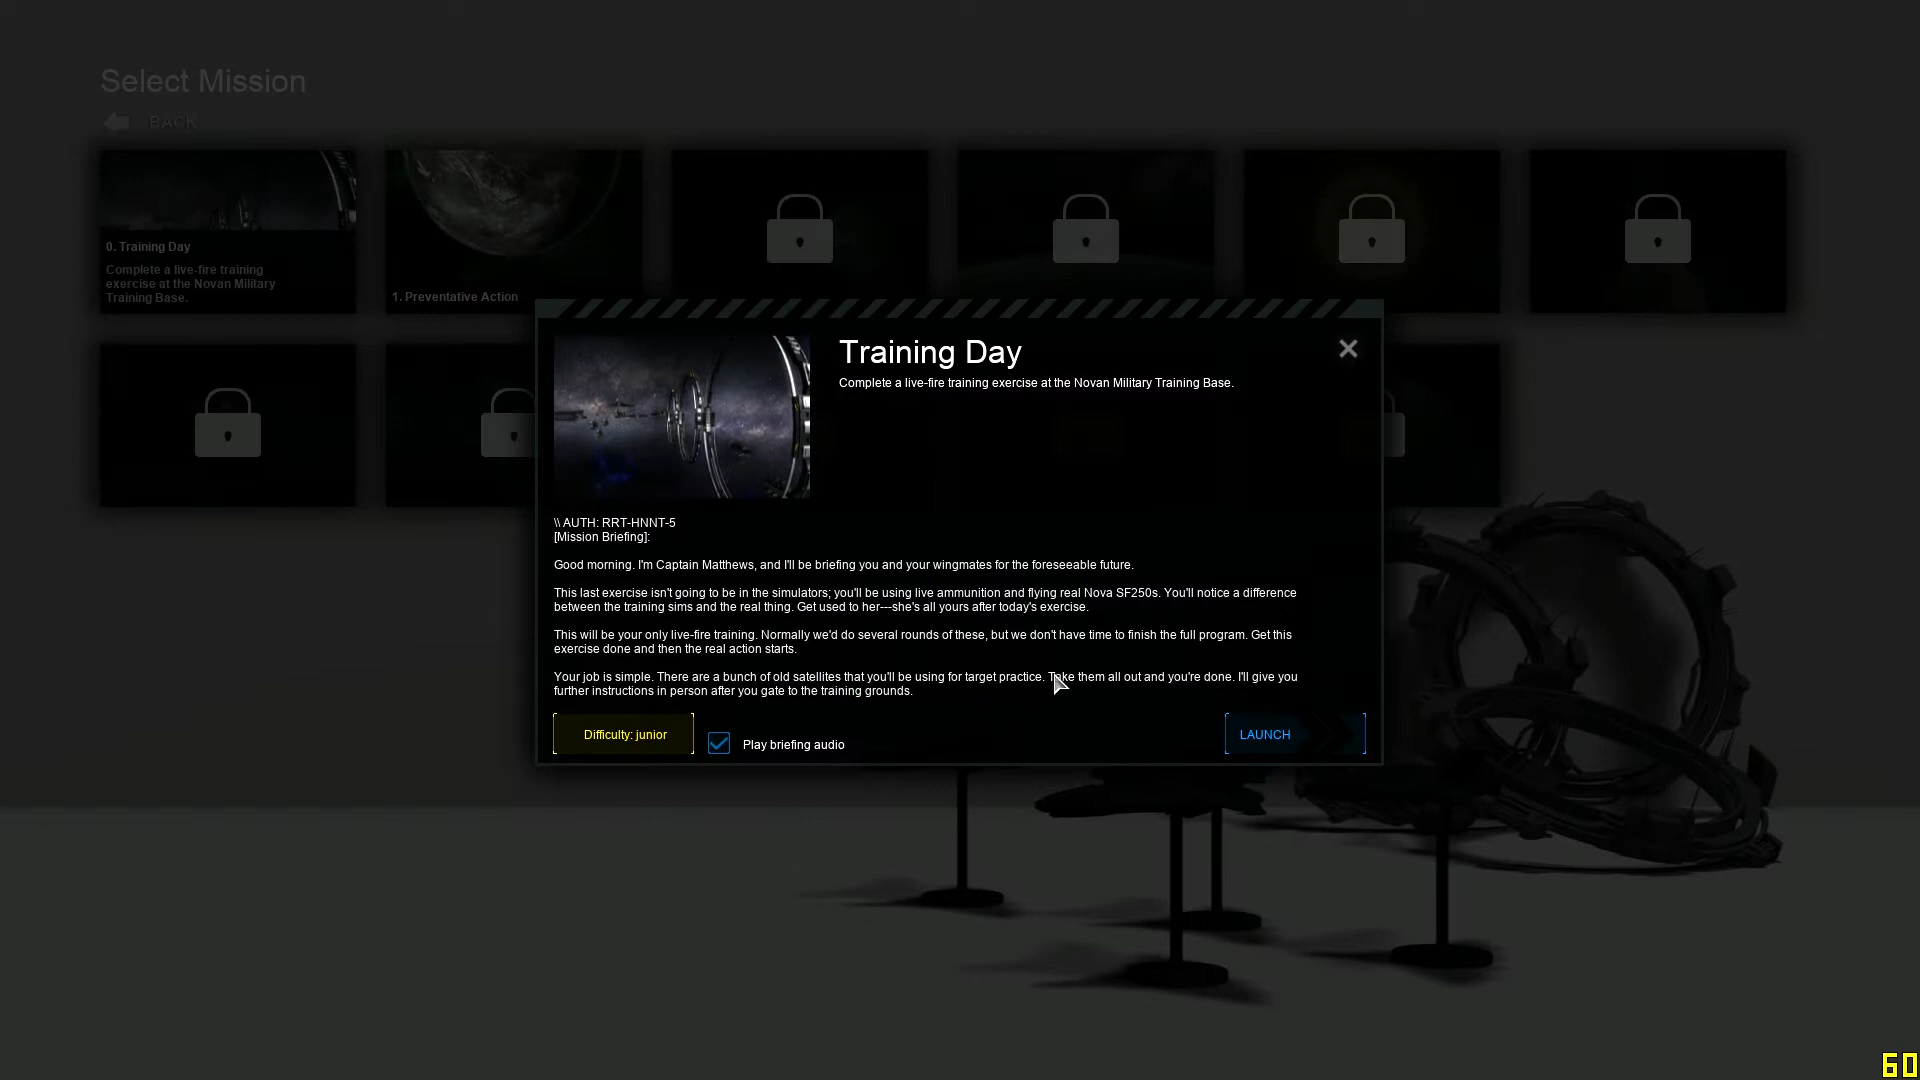 Select Mission
BACK
0. Training Day
Complete a live-fire training
exercise at the Novan Military
Training Base.
1. Preventative Action
Training Day
Complete a live-fire training exercise at the Novan Military Training Base.
\\ AUTH: RRT-HNNT-5
[Mission Briefing]:
Good morning. I'm Captain Matthews, and I'll be briefing you and your wingmates for the foreseeable future.
This last exercise isn't going to be in the simulators; you'll be using live ammunition and flying real Nova SF250s. You'll notice a difference
between the training sims and the real thing. Get used to her---she's all yours after today's exercise.
This will be your only live-fire training. Normally we'd do several rounds of these, but we don't have time to finish the full program. Get this
exercise done and then the real action starts.
Your job is simple. There are a bunch of old satellites that you'll be using for target practice. Take them all out and you're done. I'll give you
further instructions in person after you gate to the training grounds.
Difficulty: junior
Play briefing audio
LAUNCH
60